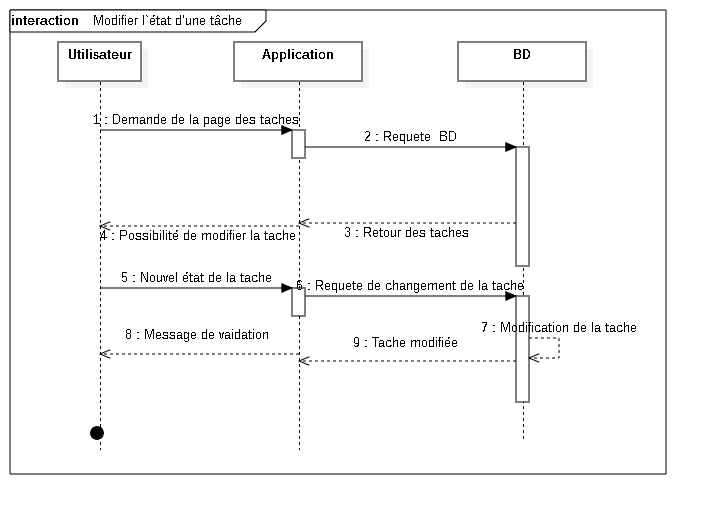 interaction Modifier l`état d'une tâche
Utilisateur
Application
BD
1 : Demande de la page des taches
2 : Requete BD
3 : Retour des taches
4 : Possibilité de modifier la tache
5 : Nouvel état de la tache
6 : Requete de changement de la tache
7 : Modification de la tache
8 : Message de vaidation
9 : Tache modifiée